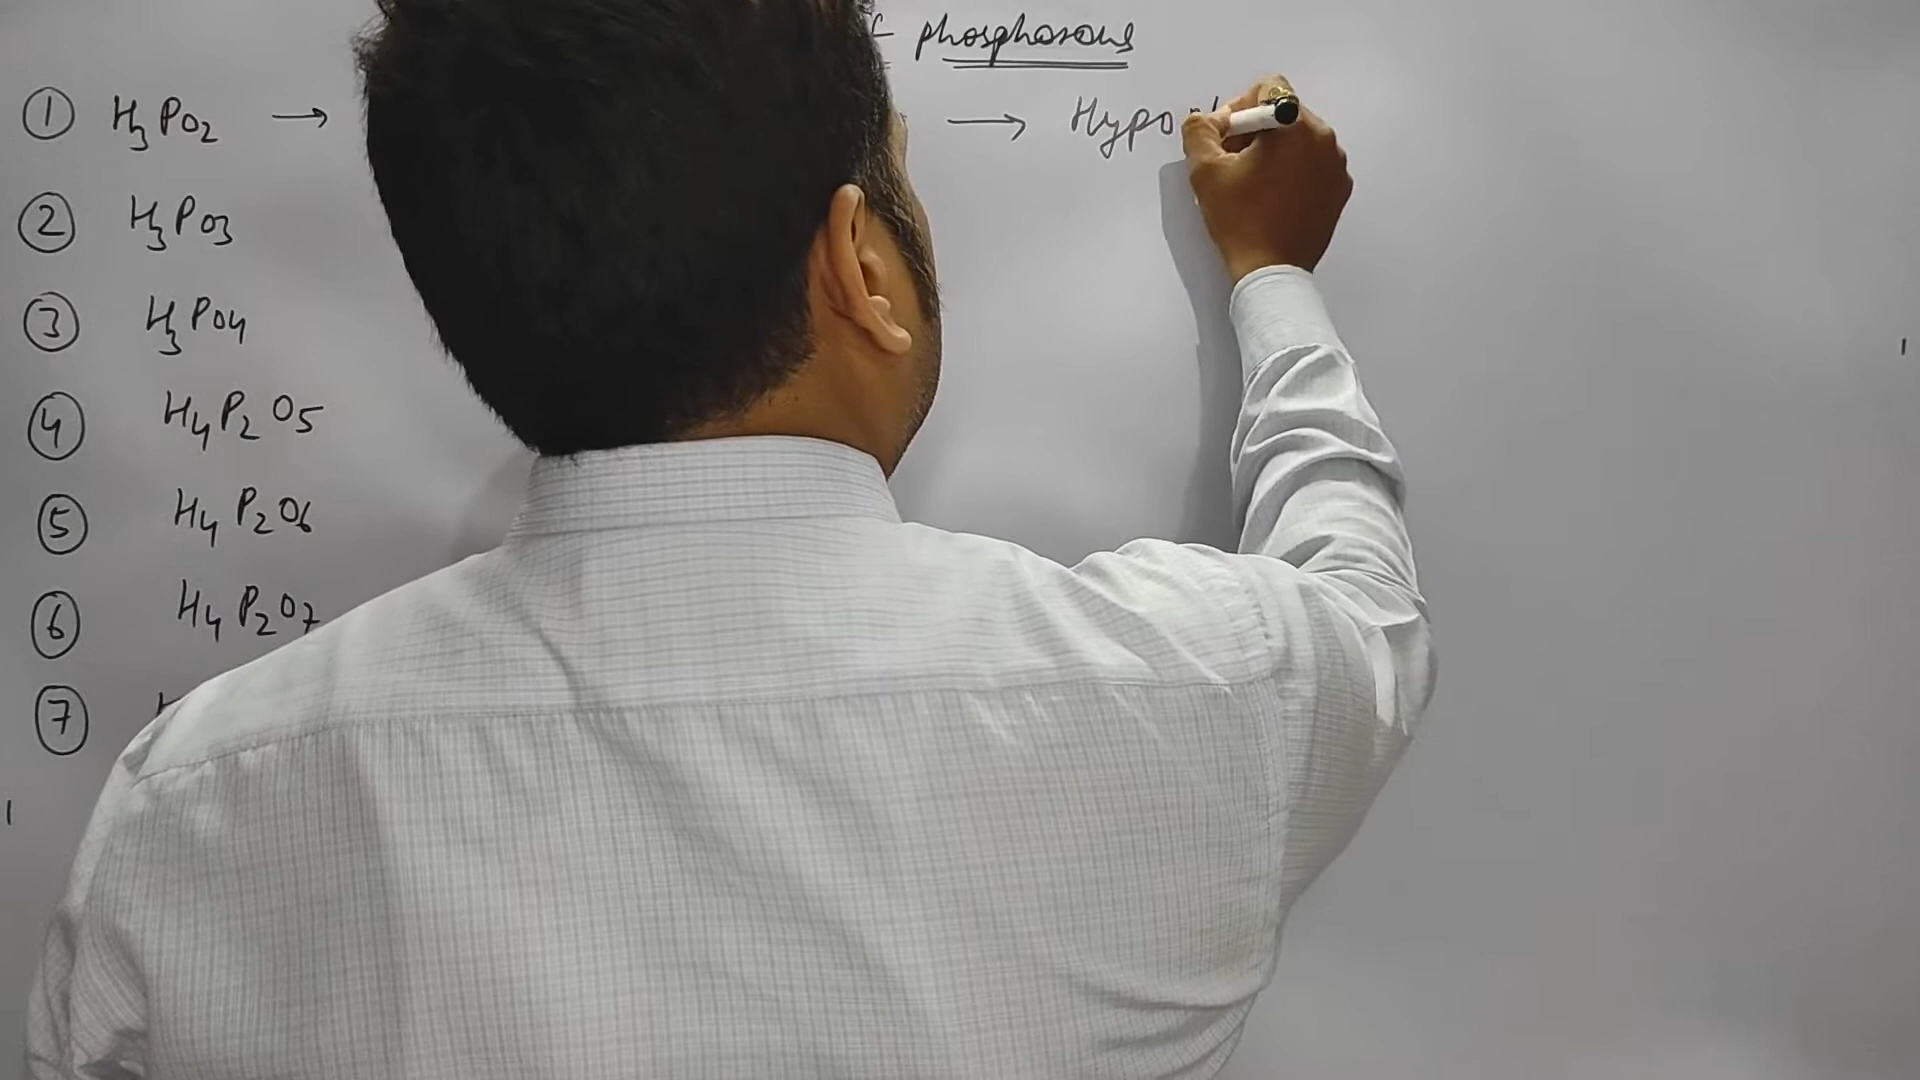 phosphorous
① H3PO2 → → Hypo
② H3PO3
③ H3PO4
④ H4P2O5
⑤ H4P2O6
⑥ H4P2O7
⑦